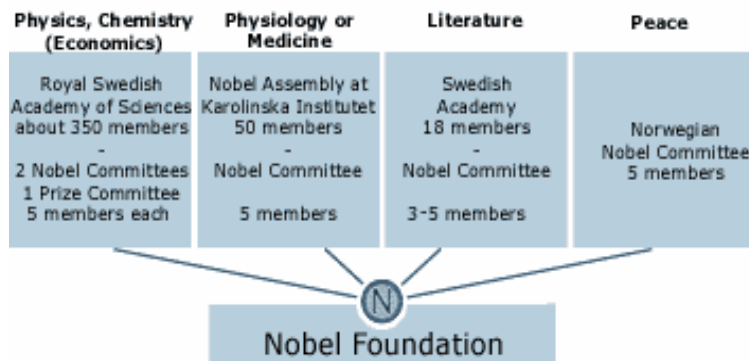 Physics, Chemistry
(Economics)
Royal Swedish
Academy of Sciences
about 350 members
-
2 Nobel Committees
1 Prize Committee
5 members each
Physiology or
Medicine
Nobel Assembly at
Karolinska Institutet
50 members
-
Nobel Committee
5 members
Literature
Swedish
Academy
18 members
-
Nobel Committee
3-5 members
Peace
Norwegian
Nobel Committee
5 members
N
Nobel Foundation